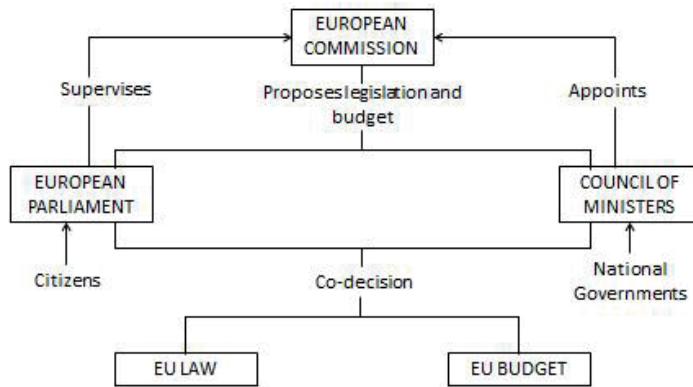 EUROPEAN
COMMISSION
Supervises
Proposes legislation and
budget
Appoints
EUROPEAN
PARLIAMENT
COUNCIL OF
MINISTERS
Citizens
Co-decision
National
Governments
EU LAW
EU BUDGET